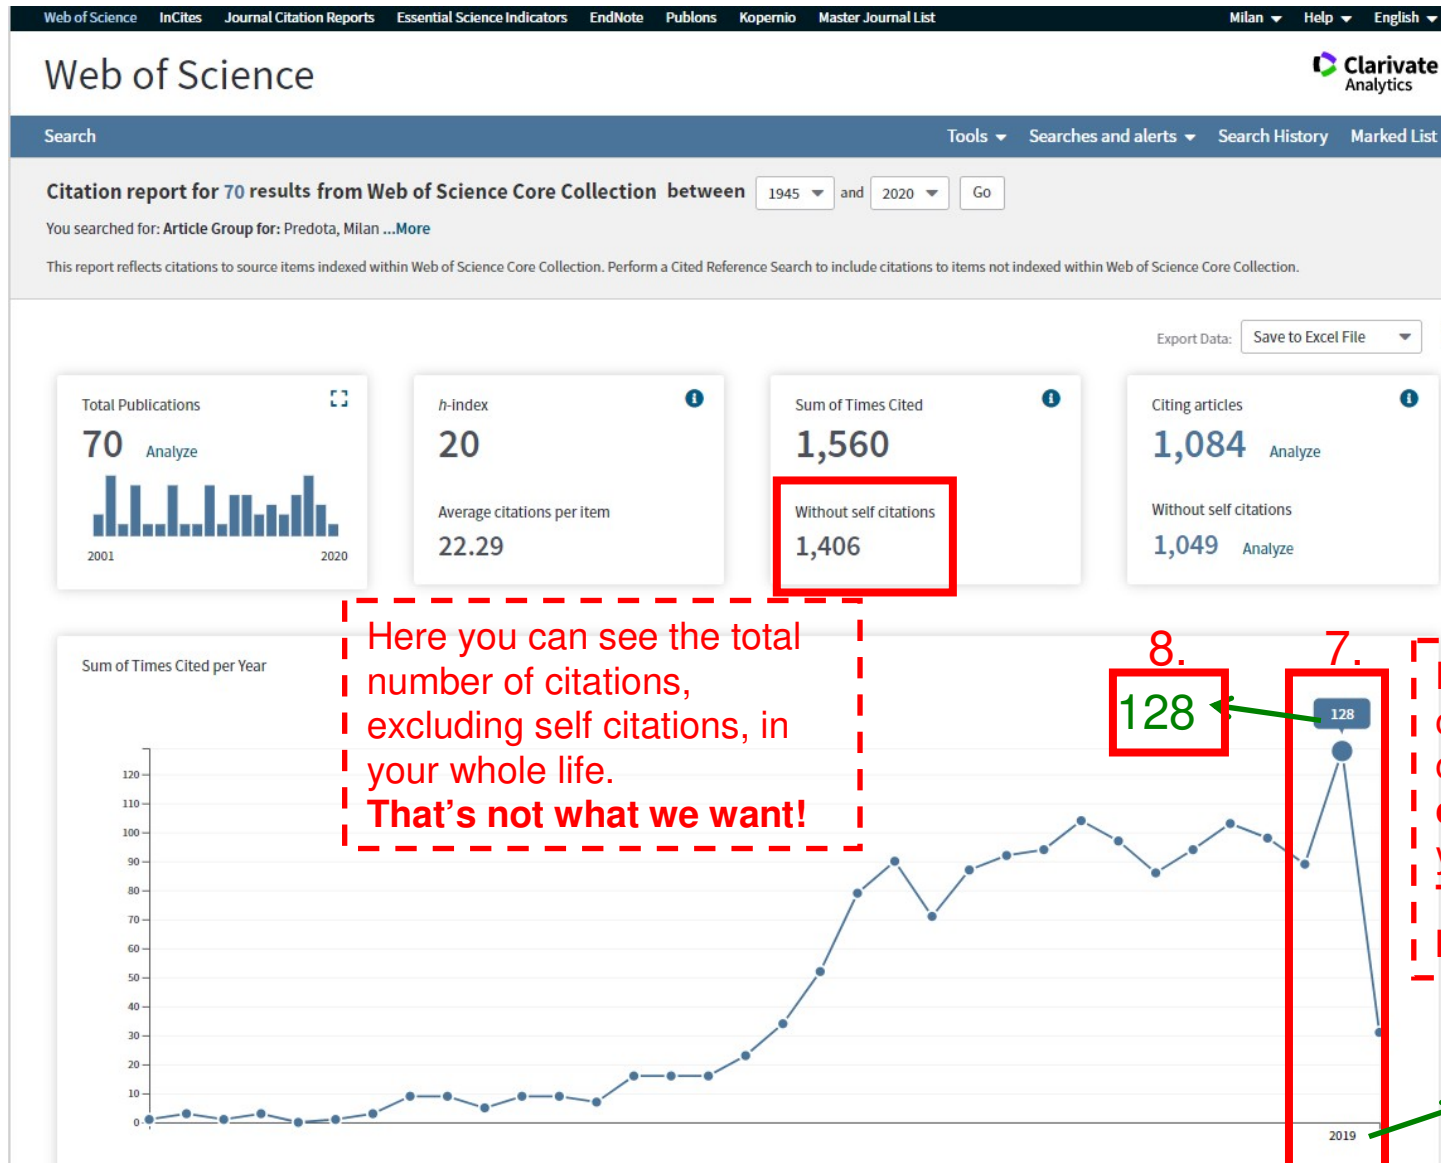 Web of Science InCites Journal Citation Reports Essential Science Indicators EndNote Publons Kopernio Master Journal List Milan Help English
Web of Science
Clarivate
Analytics
Search Tools Searches and alerts Search History Marked List
Citation report for 70 results from Web of Science Core Collection between 1945 and 2020 Go
You searched for: Article Group for: Predota, Milan ...More
This report reflects citations to source items indexed within Web of Science Core Collection. Perform a Cited Reference Search to include citations to items not indexed within Web of Science Core Collection.
Export Data: Save to Excel File
Total Publications
70 Analyze
2001 2020
h-index
20
Average citations per item
22.29
Sum of Times Cited
1,560
Without self citations
1,406
Citing articles
1,084 Analyze
Without self citations
1,049 Analyze
Here you can see the total
number of citations,
excluding self citations, in
your whole life.
That's not what we want!
Sum of Times Cited per Year
8.
128
7.
128
120
110
100
90
80
70
60
50
40
30
20
10
0
2019